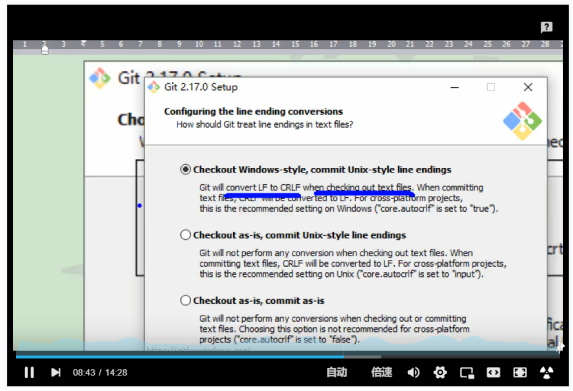 1 2 3 4 5 6 7 8 9 10 11 12 13 14 15 16 17 18 19 20 21 22 23 24 25 26 27 28
Git 2.17.0 Setup
Git 2.17.0 Setup
Cho
Configuring the line ending conversions
How should Git treat line endings in text files?
Checkout Windows-style, commit Unix-style line endings
Git will convert LF to CRLF when checking out text files. When committing
text files, CRLF will be converted to LF. For cross-platform projects,
this is the recommended setting on Windows ("core.autocrlf" is set to "true").
Checkout as-is, commit Unix-style line endings
Git will not perform any conversion when checking out text files. When
committing text files, CRLF will be converted to LF. For cross-platform projects,
this is the recommended setting on Unix ("core.autocrlf" is set to "input").
Checkout as-is, commit as-is
Git will not perform any conversions when checking out or committing
text files. Choosing this option is not recommended for cross-platform
projects ("core.autocrlf" is set to "false").
08:43 / 14:28
自动 倍速